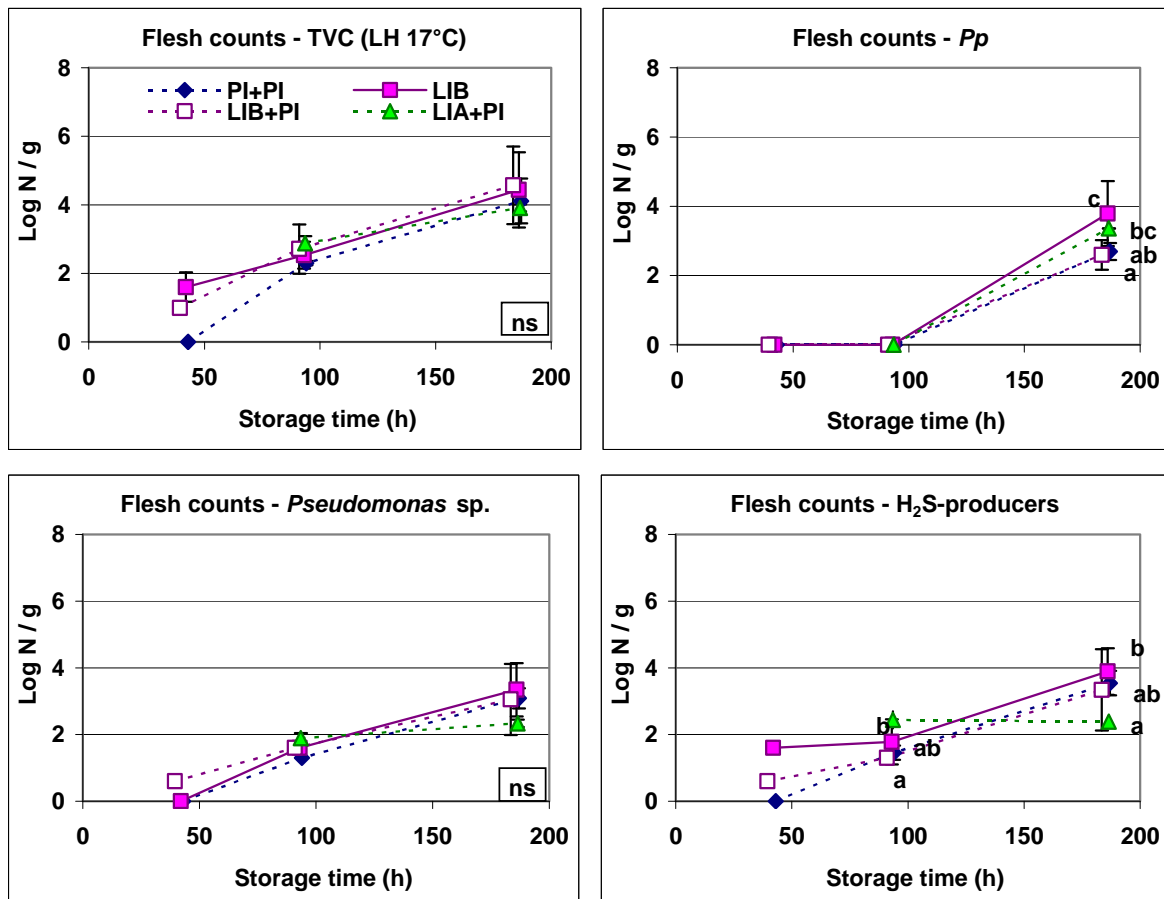 Flesh counts - TVC (LH 17°C)
8
6
4
2
0
0 50 100 150 200
Log N / g
Storage time (h)
PI+PI LIB
LIB+PI LIA+PI
ns
Flesh counts - Pp
8
6
4
2
0
0 50 100 150 200
Log N / g
Storage time (h)
c
bc
ab
a
Flesh counts - Pseudomonas sp.
8
6
4
2
0
0 50 100 150 200
Log N / g
Storage time (h)
ns
Flesh counts - H₂S-producers
8
6
4
2
0
0 50 100 150 200
Log N / g
Storage time (h)
b
ab
a
b
ab
a